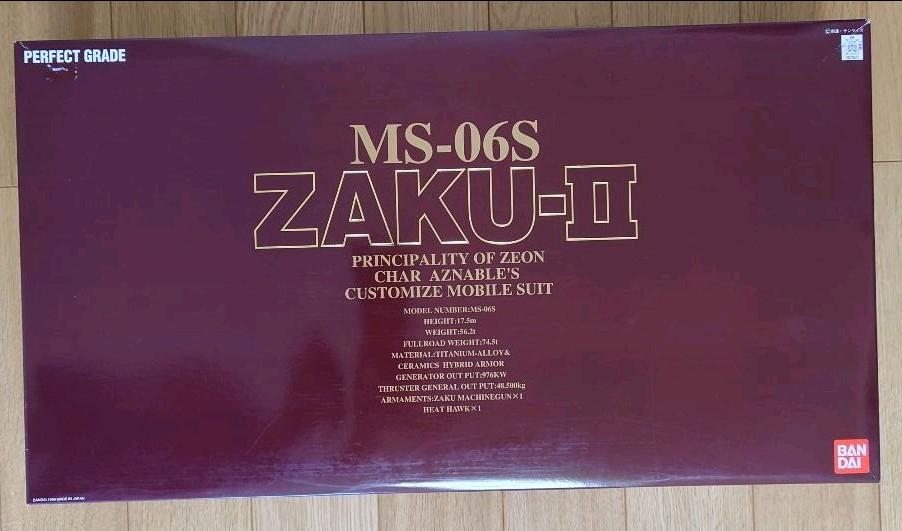 PERFECT GRADE
MS-06S
ZAKU-II
PRINCIPALITY OF ZEON
CHAR AZNABLE'S
CUSTOMIZE MOBILE SUIT
MODEL NUMBER:MS-06S
HEIGHT:17.5m
WEIGHT:56.2t
FULLROAD WEIGHT:74.5t
MATERIAL:TITANIUM-ALLOY&
CERAMICS HYBRID ARMOR
GENERATOR OUT PUT:976KW
THRUSTER GENERAL OUT PUT:48.500kg
ARMAMENTS:ZAKU MACHINEGUN×1
HEAT HAWK×1
BAN
DAI